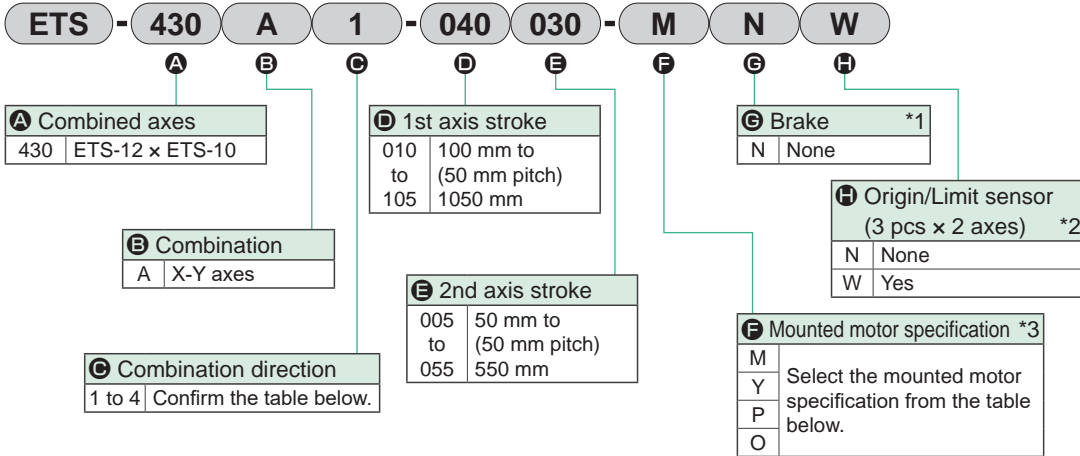 ETS - 430 A 1 - 040 030 - M N W
A B C D E F G H
A Combined axes
430 ETS-12 × ETS-10
B Combination
A X-Y axes
C Combination direction
1 to 4 Confirm the table below.
D 1st axis stroke
010 100 mm to
to (50 mm pitch)
105 1050 mm
E 2nd axis stroke
005 50 mm to
to (50 mm pitch)
055 550 mm
F Mounted motor specification *3
M
Y
P
O
Select the mounted motor
specification from the table
below.
G Brake *1
N None
H Origin/Limit sensor
(3 pcs × 2 axes) *2
N None
W Yes